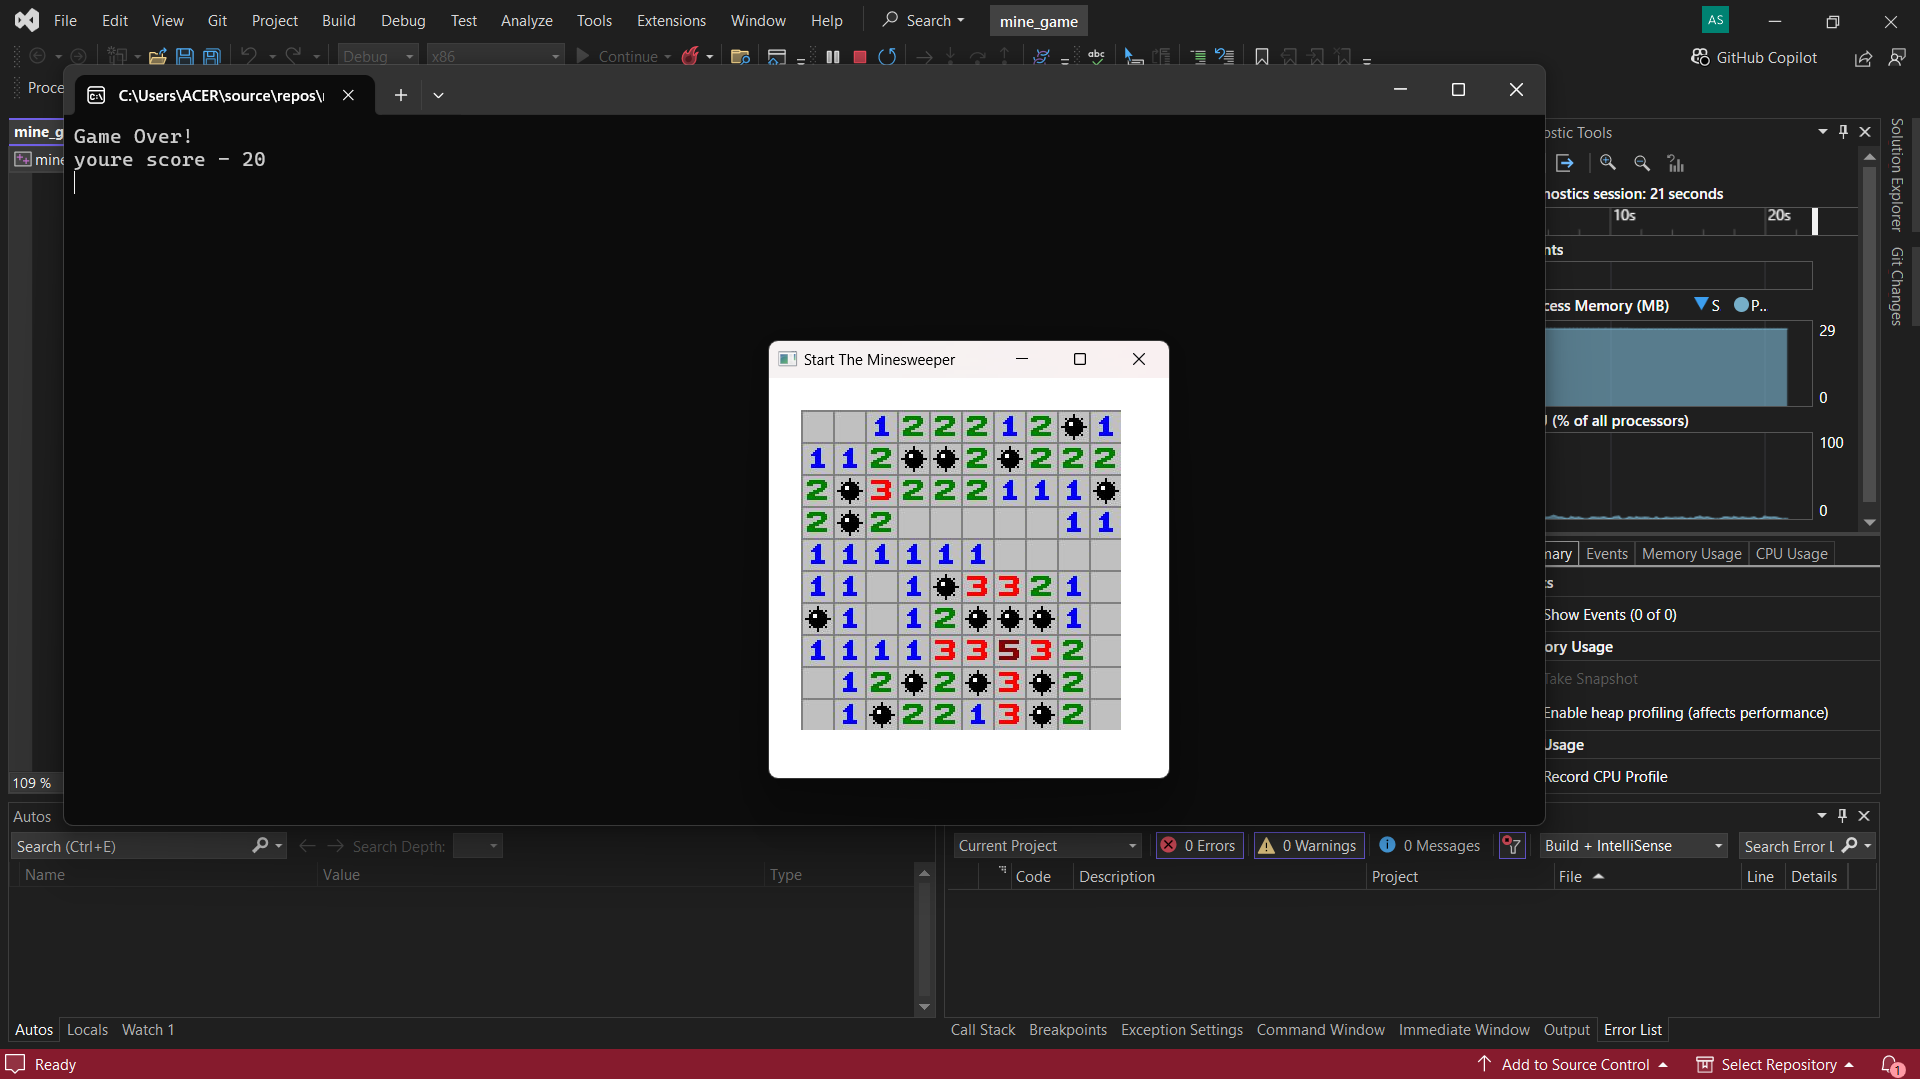 File Edit View Git Project Build Debug Test Analyze Tools Extensions Window Help Search mine_game AS
Debug x86 Continue abc GitHub Copilot
Proce
C:\Users\ACER\source\repos\
Game Over!
youre score - 20
mine_g
mine
109 %
Start The Minesweeper
1 2 2 2 1 2 1
1 1 2 2 2 2 2
2 3 2 2 2 1 1 1
2 2 1 1
1 1 1 1 1 1
1 1 1 3 3 2 1
1 1 2 1
1 1 1 1 3 3 5 3 2
1 2 2 3 2
1 2 2 1 3 2
ostic Tools
nostics session: 21 seconds
10s 20s
nts
cess Memory (MB) S P..
29
0
(% of all processors)
100
0
nary Events Memory Usage CPU Usage
ts
Show Events (0 of 0)
ory Usage
Take Snapshot
Enable heap profiling (affects performance)
Usage
Record CPU Profile
Solution Explorer
Git Changes
Autos
Search (Ctrl+E) Search Depth:
Name Value Type
Autos Locals Watch 1
Current Project 0 Errors 0 Warnings 0 Messages Build + IntelliSense Search Error L
Code Description Project File Line Details
Call Stack Breakpoints Exception Settings Command Window Immediate Window Output Error List
Ready Add to Source Control Select Repository 1